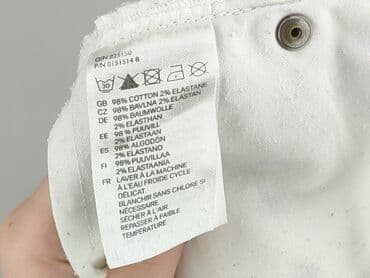 P/N 0151514 8
30
GB 98% COTTON 2% ELASTANE
CZ 98% BAVLNA 2% ELASTAN
DE 98% BAUMWOLLE
2% ELASTHAN
EE 98% PUUVILL
2% ELASTAAN
ES 98% ALGODÓN
2% ELASTANO
FI 98% PUUVILLAA
2% ELASTAANIA
FR LAVER À LA MACHINE
À L'EAU FROIDE CYCLE
DÉLICAT
BLANCHIR SANS CHLORE SI
NÉCESSAIRE
SÉCHER À L'AIR
REPASSER À FAIBLE
TEMPÉRATURE